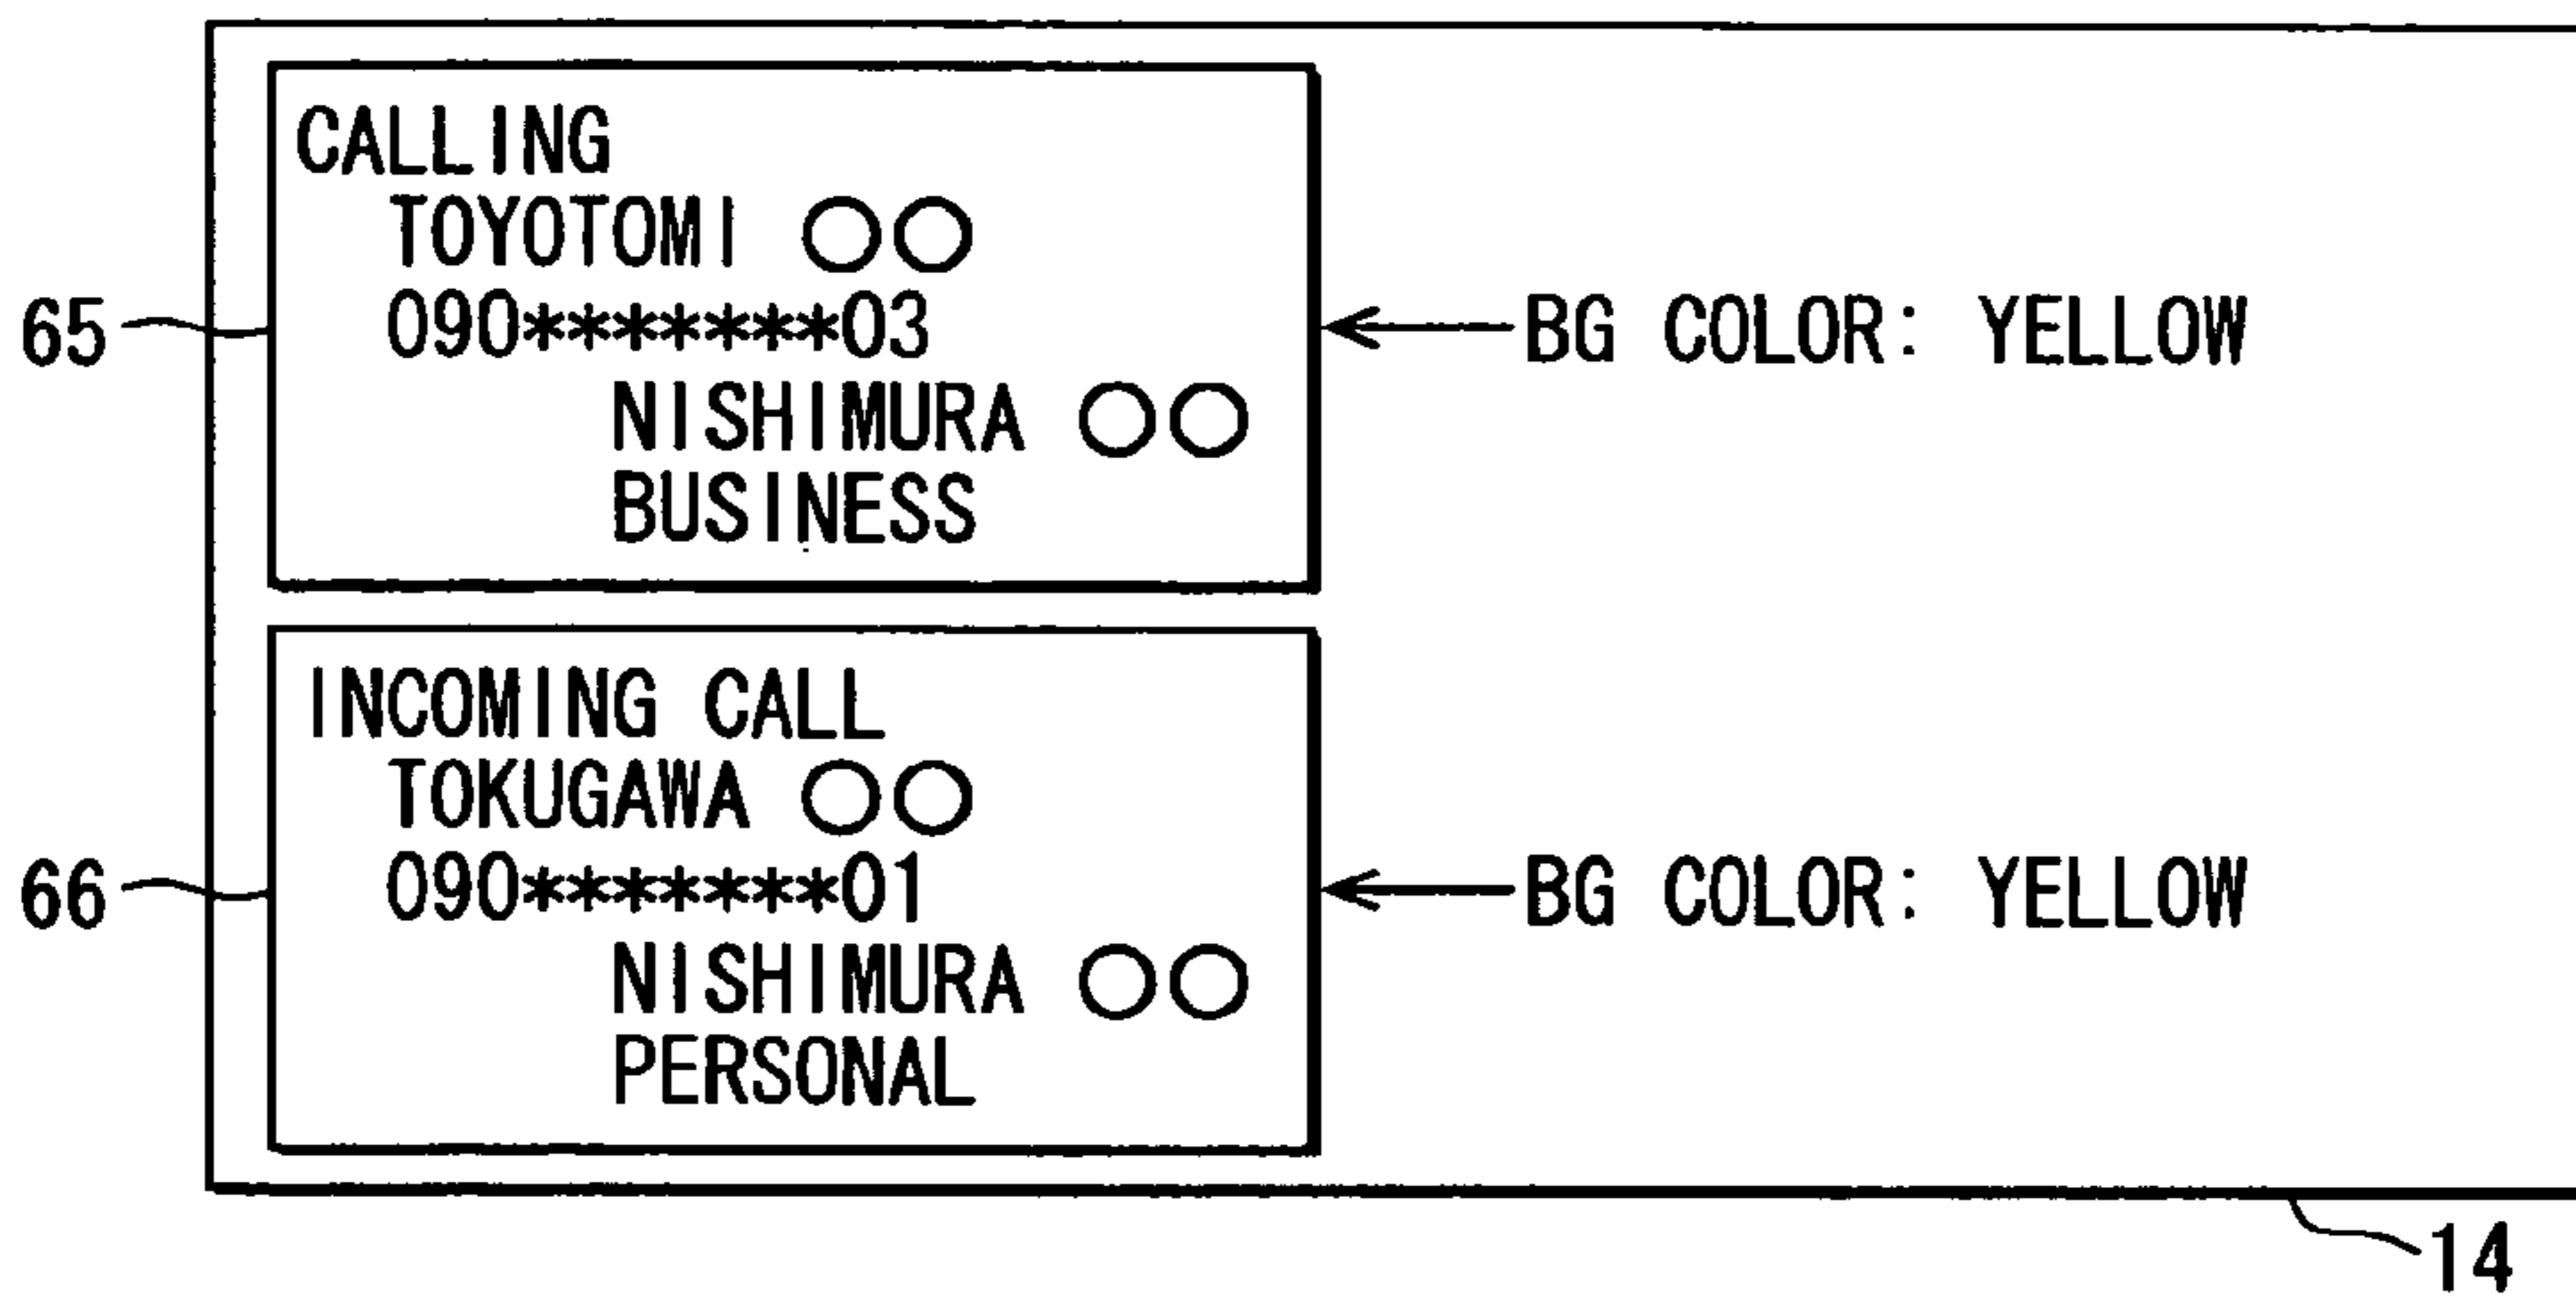 CALLING
TOYOTOMI ○○
65 090*******03 BG COLOR: YELLOW
NISHIMURA ○○
BUSINESS
INCOMING CALL
TOKUGAWA ○○
66 090*******01 BG COLOR: YELLOW
NISHIMURA ○○
PERSONAL
14